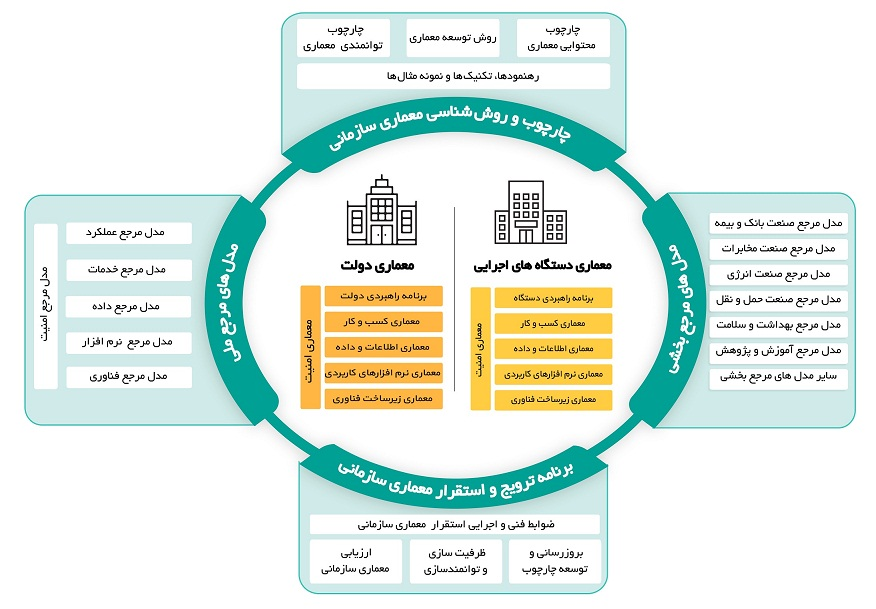 چارچوب
محتوایی معماری
روش توسعه معماری
چارچوب
توانمندی معماری
رهنمودها، تکنیک‌ها و نمونه مثال‌ها
چارچوب و روش‌شناسی معماری سازمانی
مدل های مرجع بخشی
مدل مرجع صنعت بانک و بیمه
مدل مرجع صنعت مخابرات
مدل مرجع صنعت انرژی
مدل مرجع صنعت حمل و نقل
مدل مرجع بهداشت و سلامت
مدل مرجع آموزش و پژوهش
سایر مدل های مرجع بخشی
معماری دستگاه های اجرایی
برنامه راهبردی دستگاه
معماری کسب و کار
معماری اطلاعات و داده
معماری نرم افزارهای کاربردی
معماری زیرساخت فناوری
معماری امنیت
معماری دولت
برنامه راهبردی دولت
معماری کسب و کار
معماری اطلاعات و داده
معماری نرم افزارهای کاربردی
معماری زیرساخت فناوری
معماری امنیت
مدل های مرجع ملی
مدل مرجع عملکرد
مدل مرجع خدمات
مدل مرجع داده
مدل مرجع نرم افزار
مدل مرجع فناوری
مدل مرجع امنیت
برنامه ترویج و استقرار معماری سازمانی
ضوابط فنی و اجرایی استقرار معماری سازمانی
بروزرسانی و
توسعه چارچوب
ظرفیت سازی
و توانمندسازی
ارزیابی
معماری سازمانی